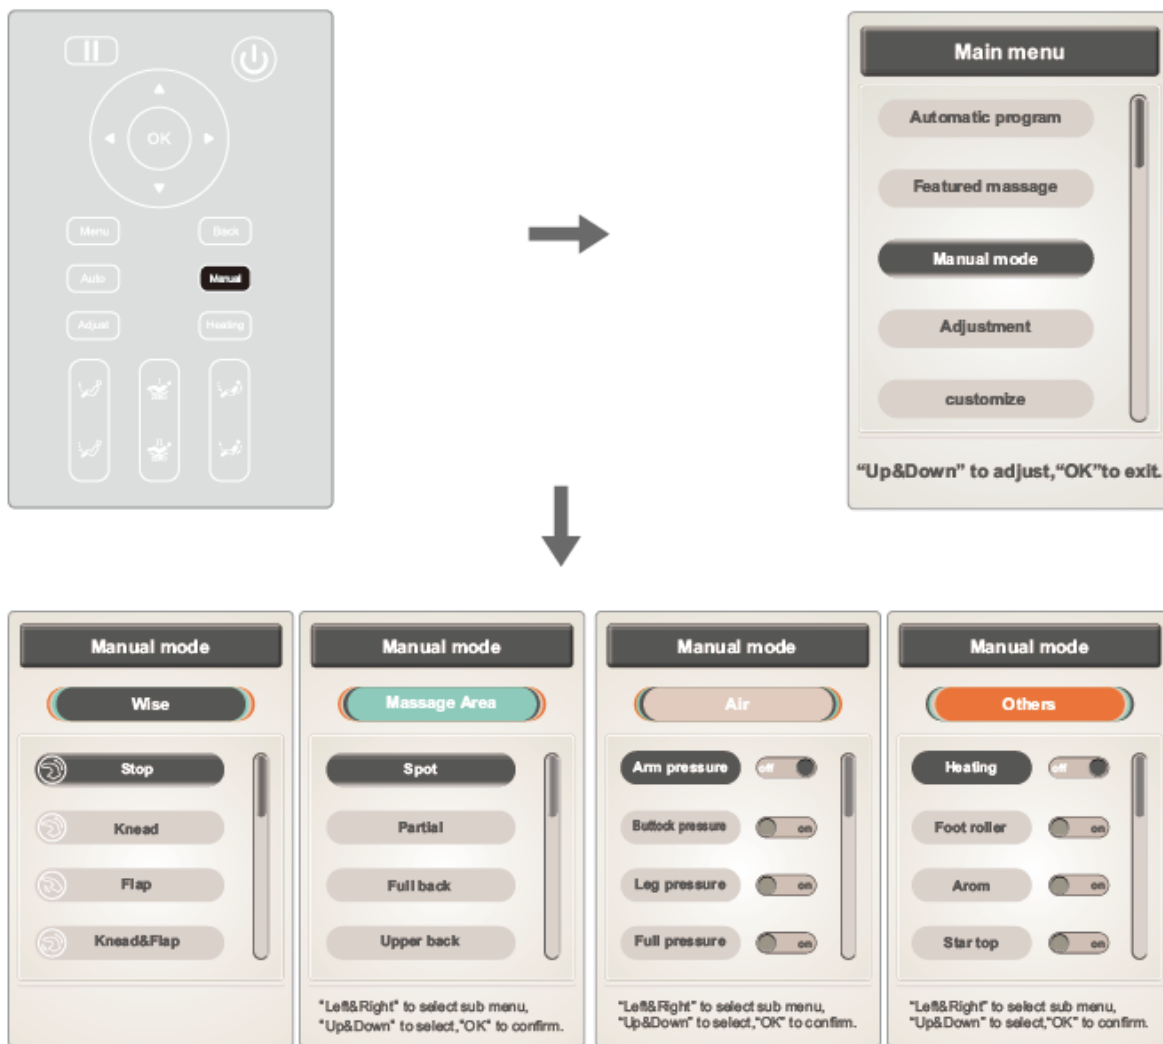 OK
Menu
Back
Auto
Manual
Adjust
Heating
Main menu
Automatic program
Featured massage
Manual mode
Adjustment
customize
“Up&Down” to adjust,“OK”to exit.
Manual mode
Wise
Stop
Knead
Flap
Knead&Flap
Manual mode
Massage Area
Spot
Partial
Full back
Upper back
"Left&Right" to select sub menu,
"Up&Down" to select,"OK" to confirm.
Manual mode
Air
Arm pressure off
Buttock pressure on
Leg pressure on
Full pressure on
"Left&Right" to select sub menu,
"Up&Down" to select,"OK" to confirm.
Manual mode
Others
Heating off
Foot roller on
Arom on
Star top on
"Left&Right" to select sub menu,
"Up&Down" to select,"OK" to confirm.